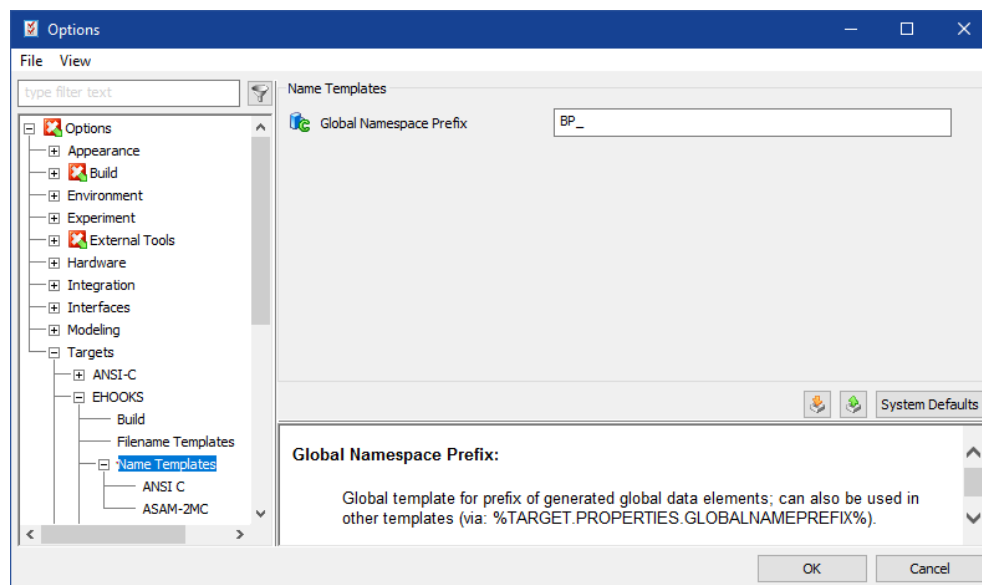 Options
File View
type filter text
Name Templates
Global Namespace Prefix
BP_
Options
Appearance
Build
Environment
Experiment
External Tools
Hardware
Integration
Interfaces
Modeling
Targets
ANSI-C
EHOOKS
Build
Filename Templates
Name Templates
ANSI C
ASAM-2MC
System Defaults
Global Namespace Prefix:
Global template for prefix of generated global data elements; can also be used in
other templates (via: %TARGET.PROPERTIES.GLOBALNAMEPREFIX%).
OK Cancel